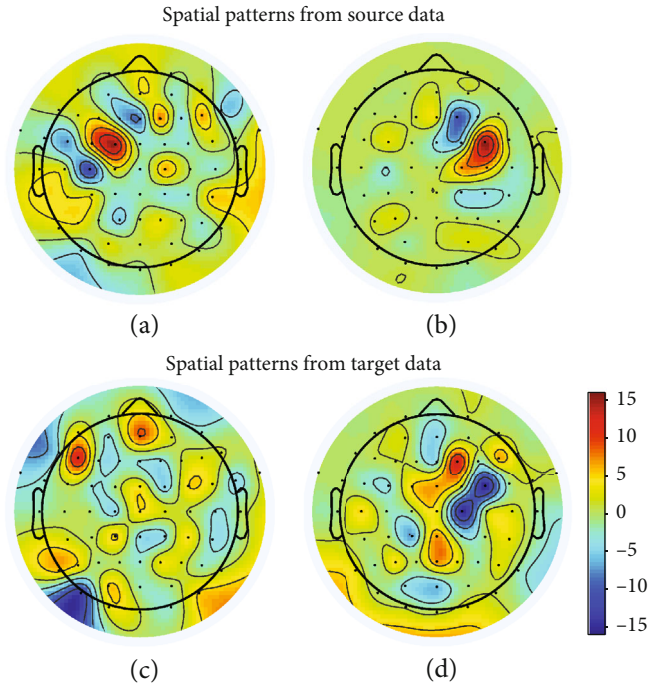 Spatial patterns from source data
(a)
(b)
Spatial patterns from target data
15
10
5
0
−5
−10
−15
(c)
(d)